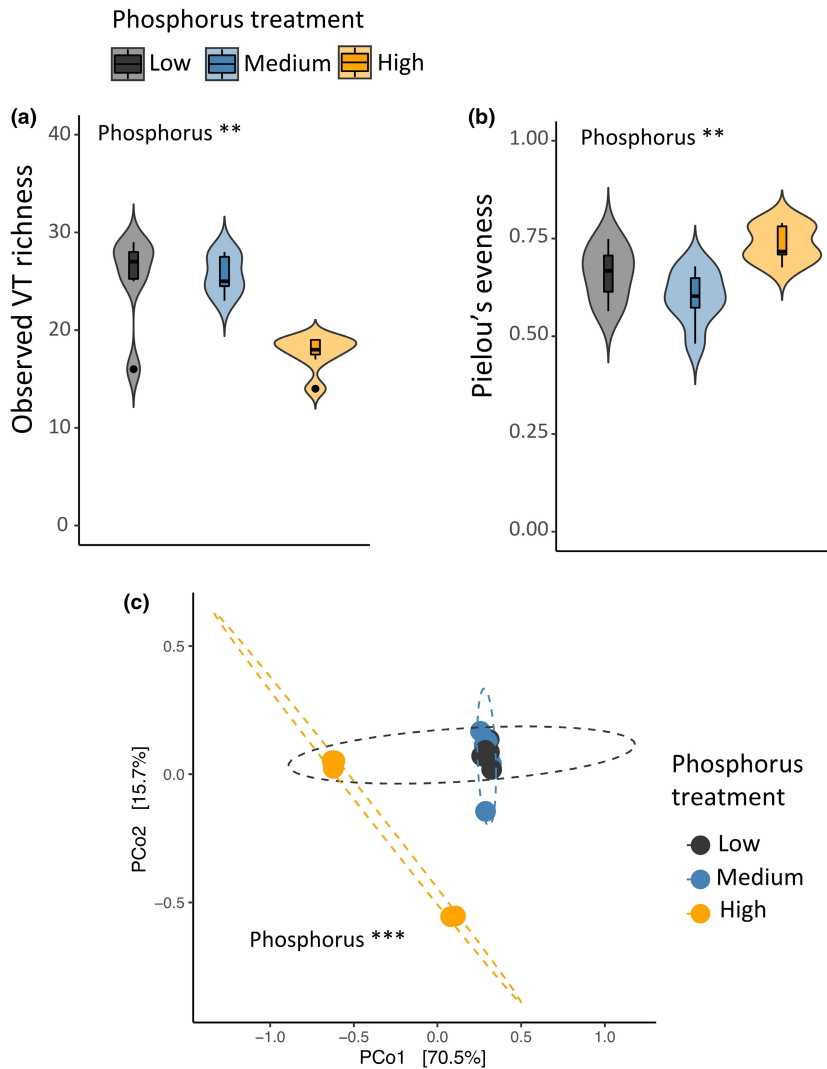 Phosphorus treatment
Low Medium High
(a)
Phosphorus **
Observed VT richness
40
30
20
10
0
(b)
Phosphorus **
Pielou's eveness
1.00
0.75
0.50
0.25
0.00
(c)
PCo2 [15.7%]
0.5
0.0
−0.5
Phosphorus ***
−1.0 −0.5 0.0 0.5 1.0
PCo1 [70.5%]
Phosphorus
treatment
Low
Medium
High